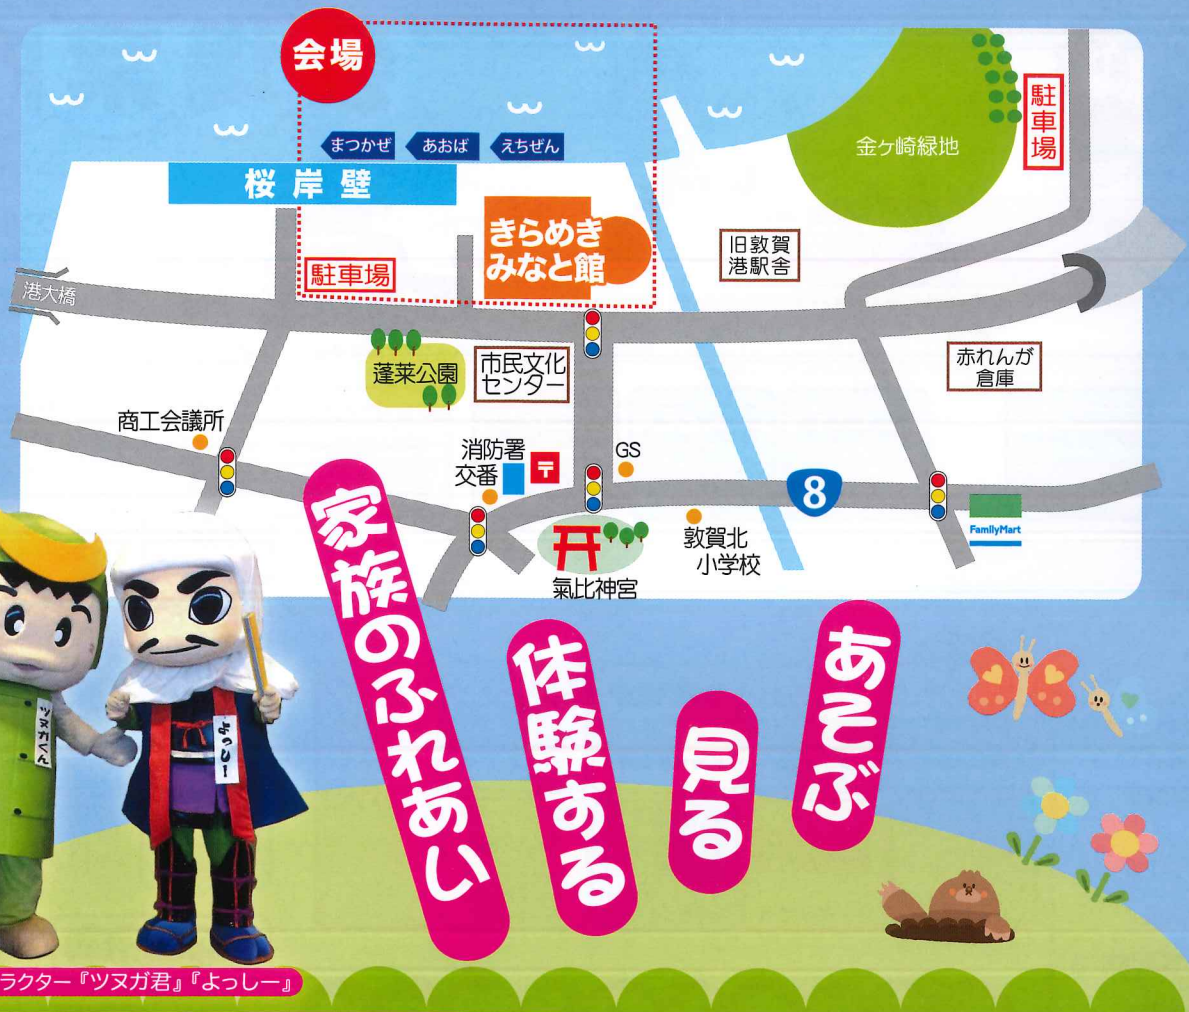 会場
まつかぜ
あおば
えちぜん
桜岸壁
きらめき
みなと館
駐車場
金ヶ崎緑地
駐車場
旧敦賀
港駅舎
港大橋
蓬莱公園
市民文化
センター
赤れんが
倉庫
商工会議所
消防署
交番
〒
GS
8
FamilyMart
敦賀北
小学校
氣比神宮
家族のふれあい
体験する
見る
あそぶ
ツヌガくん
よっしー
ラクター『ツヌガ君』『よっしー』